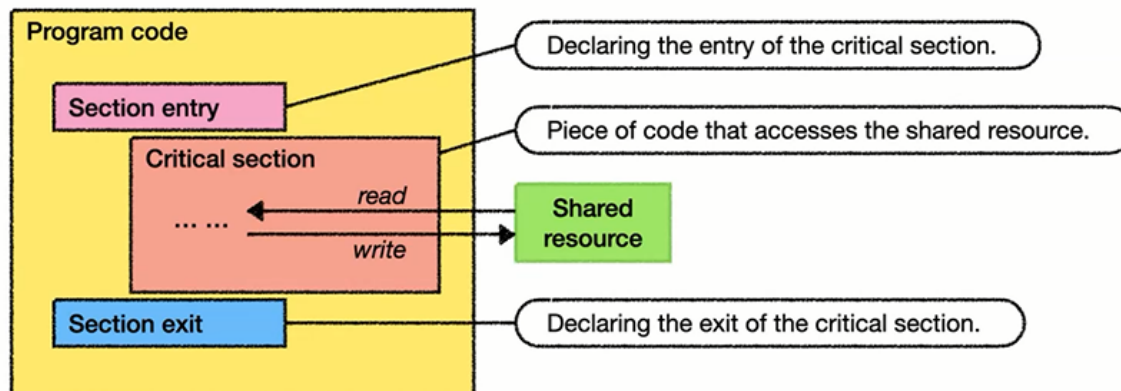 Program code
Declaring the entry of the critical section.
Section entry
Piece of code that accesses the shared resource.
Critical section
read
... ...
Shared
resource
write
Section exit
Declaring the exit of the critical section.